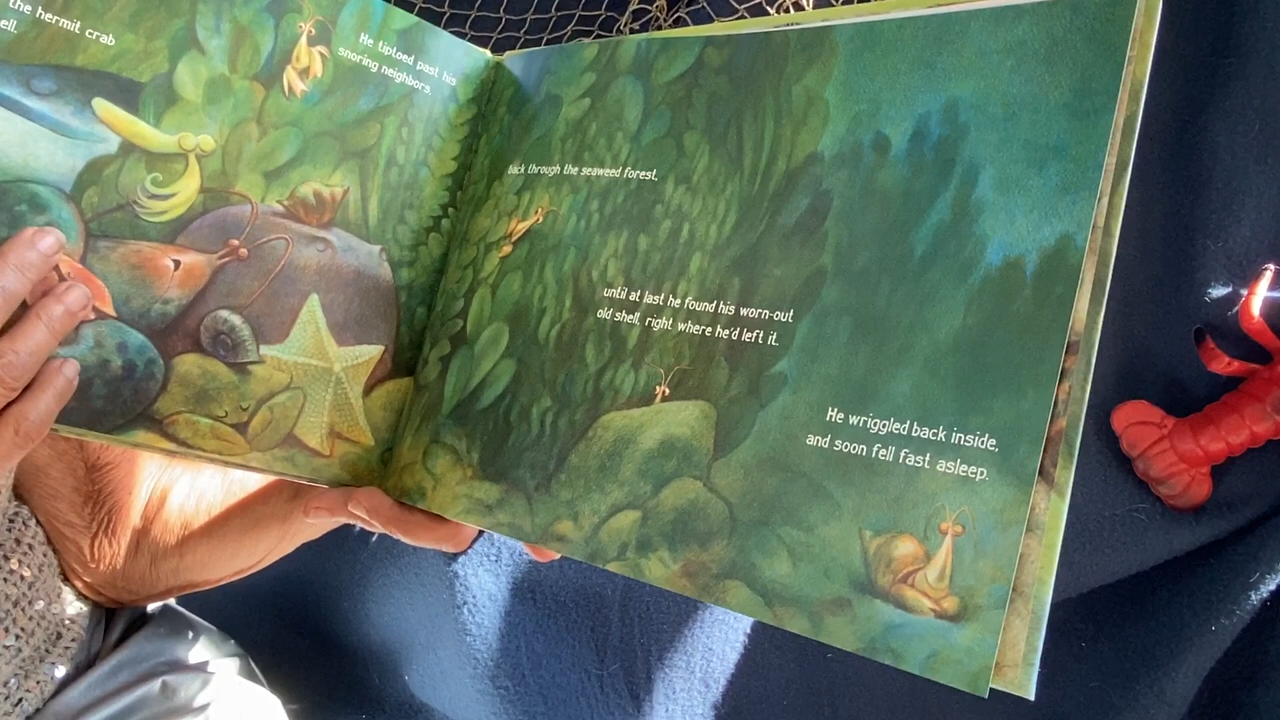 the hermit crab
ell.
He tiptoed past his
snoring neighbors,
back through the seaweed forest,
until at last he found his worn-out
old shell, right where he'd left it.
He wriggled back inside,
and soon fell fast asleep.